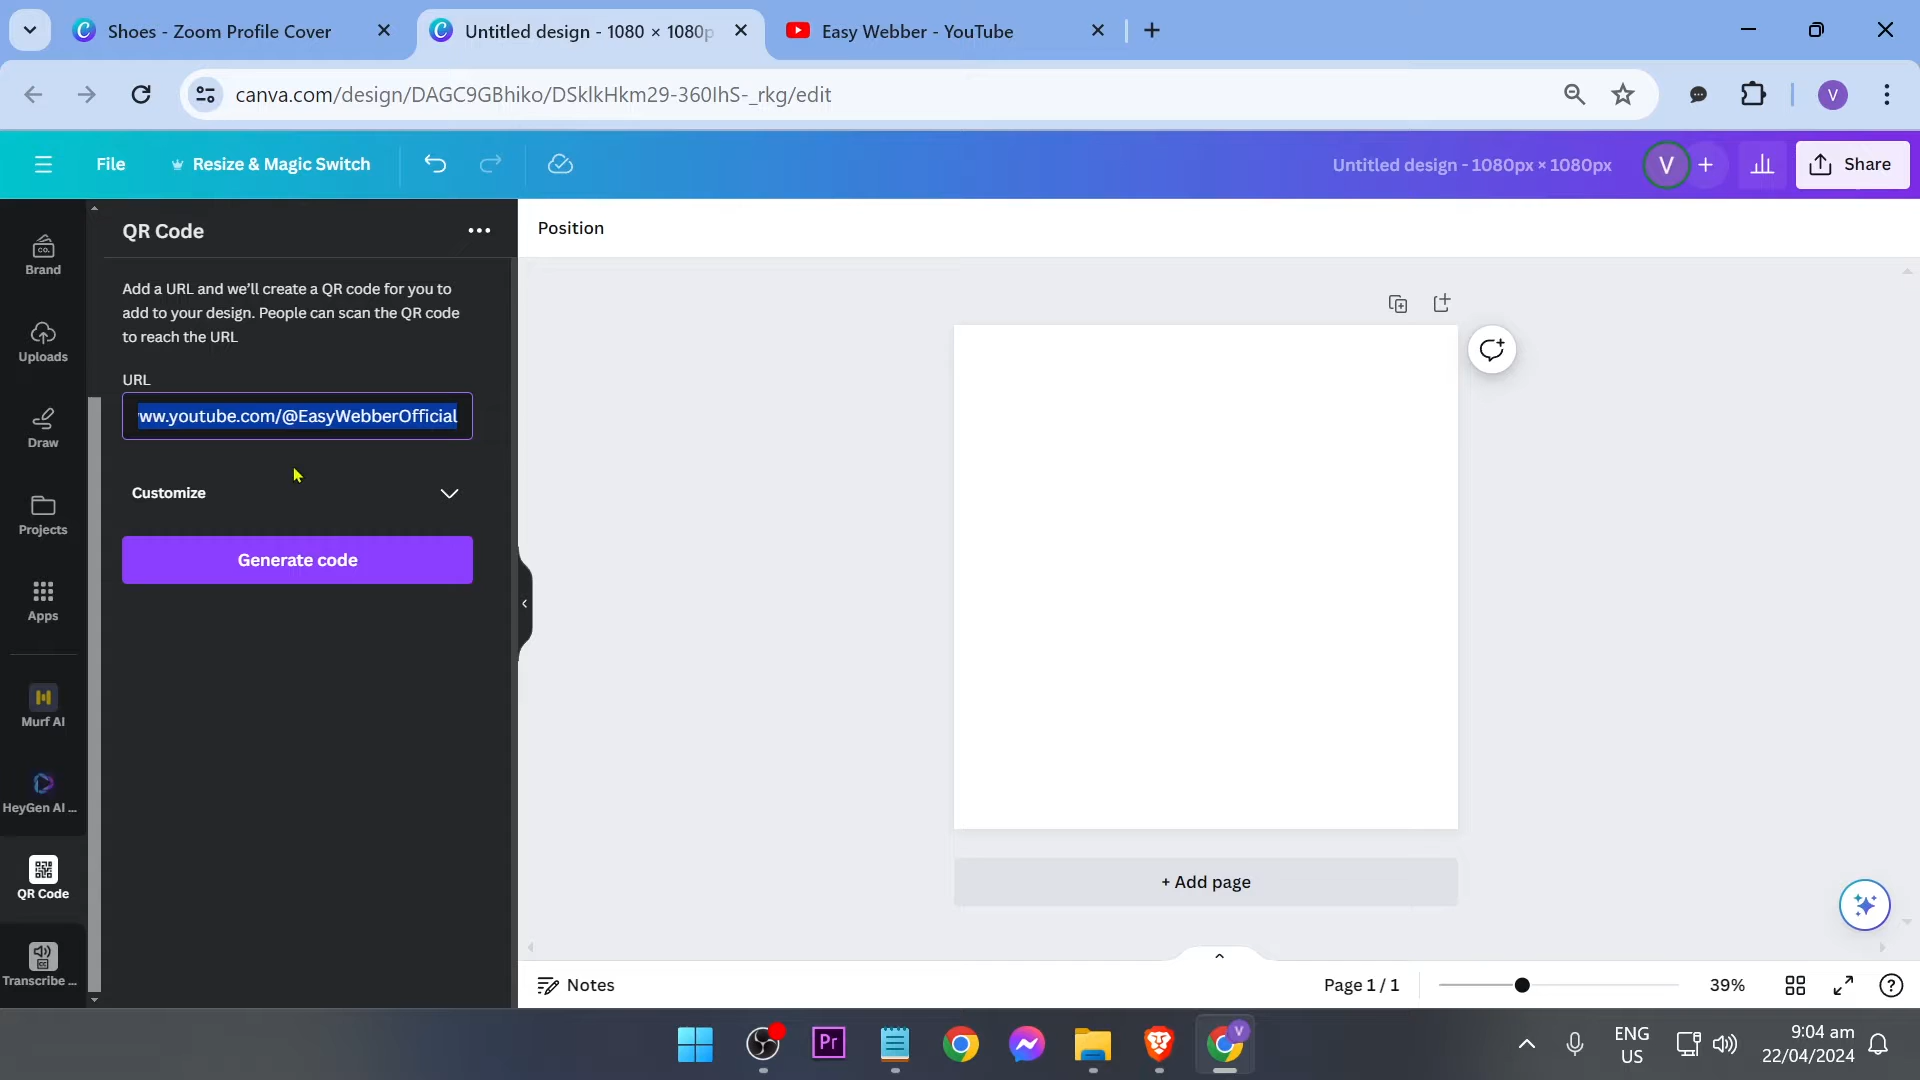 Shoes - Zoom Profile Cover
Untitled design - 1080 × 1080p
Easy Webber - YouTube
canva.com/design/DAGC9GBhiko/DSklkHkm29-360lhS-_rkg/edit
V
File
Resize & Magic Switch
Untitled design - 1080px × 1080px
V
Share
Brand
Uploads
Draw
Projects
Apps
Murf AI
HeyGen AI ...
QR Code
Transcribe ...
QR Code
Add a URL and we'll create a QR code for you to
add to your design. People can scan the QR code
to reach the URL
URL
ww.youtube.com/@EasyWebberOfficial
Customize
Generate code
Position
+ Add page
Notes
Page 1 / 1
39%
Pr
V
ENG
US
9:04 am
22/04/2024